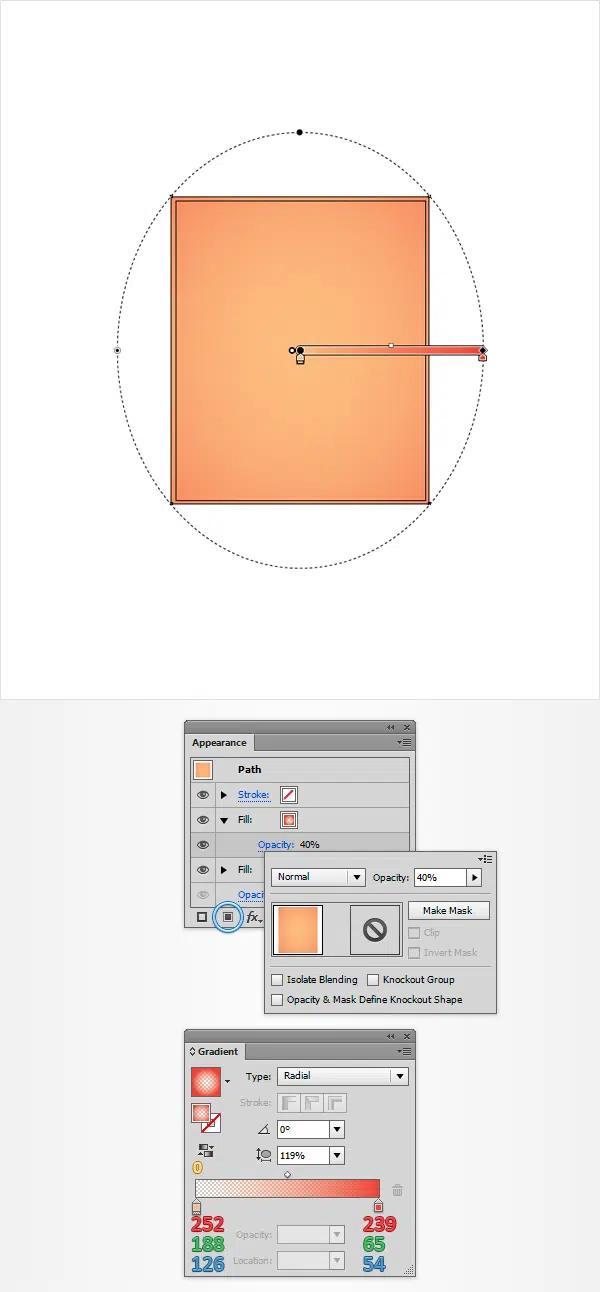 Appearance
Path
Stroke:
Fill:
Opacity: 40%
Fill:
Opaci
fx
Normal
Opacity: 40%
Make Mask
Clip
Invert Mask
Isolate Blending
Knockout Group
Opacity & Mask Define Knockout Shape
Gradient
Type: Radial
Stroke:
0°
119%
0
252
188
126
Opacity:
Location:
239
65
54